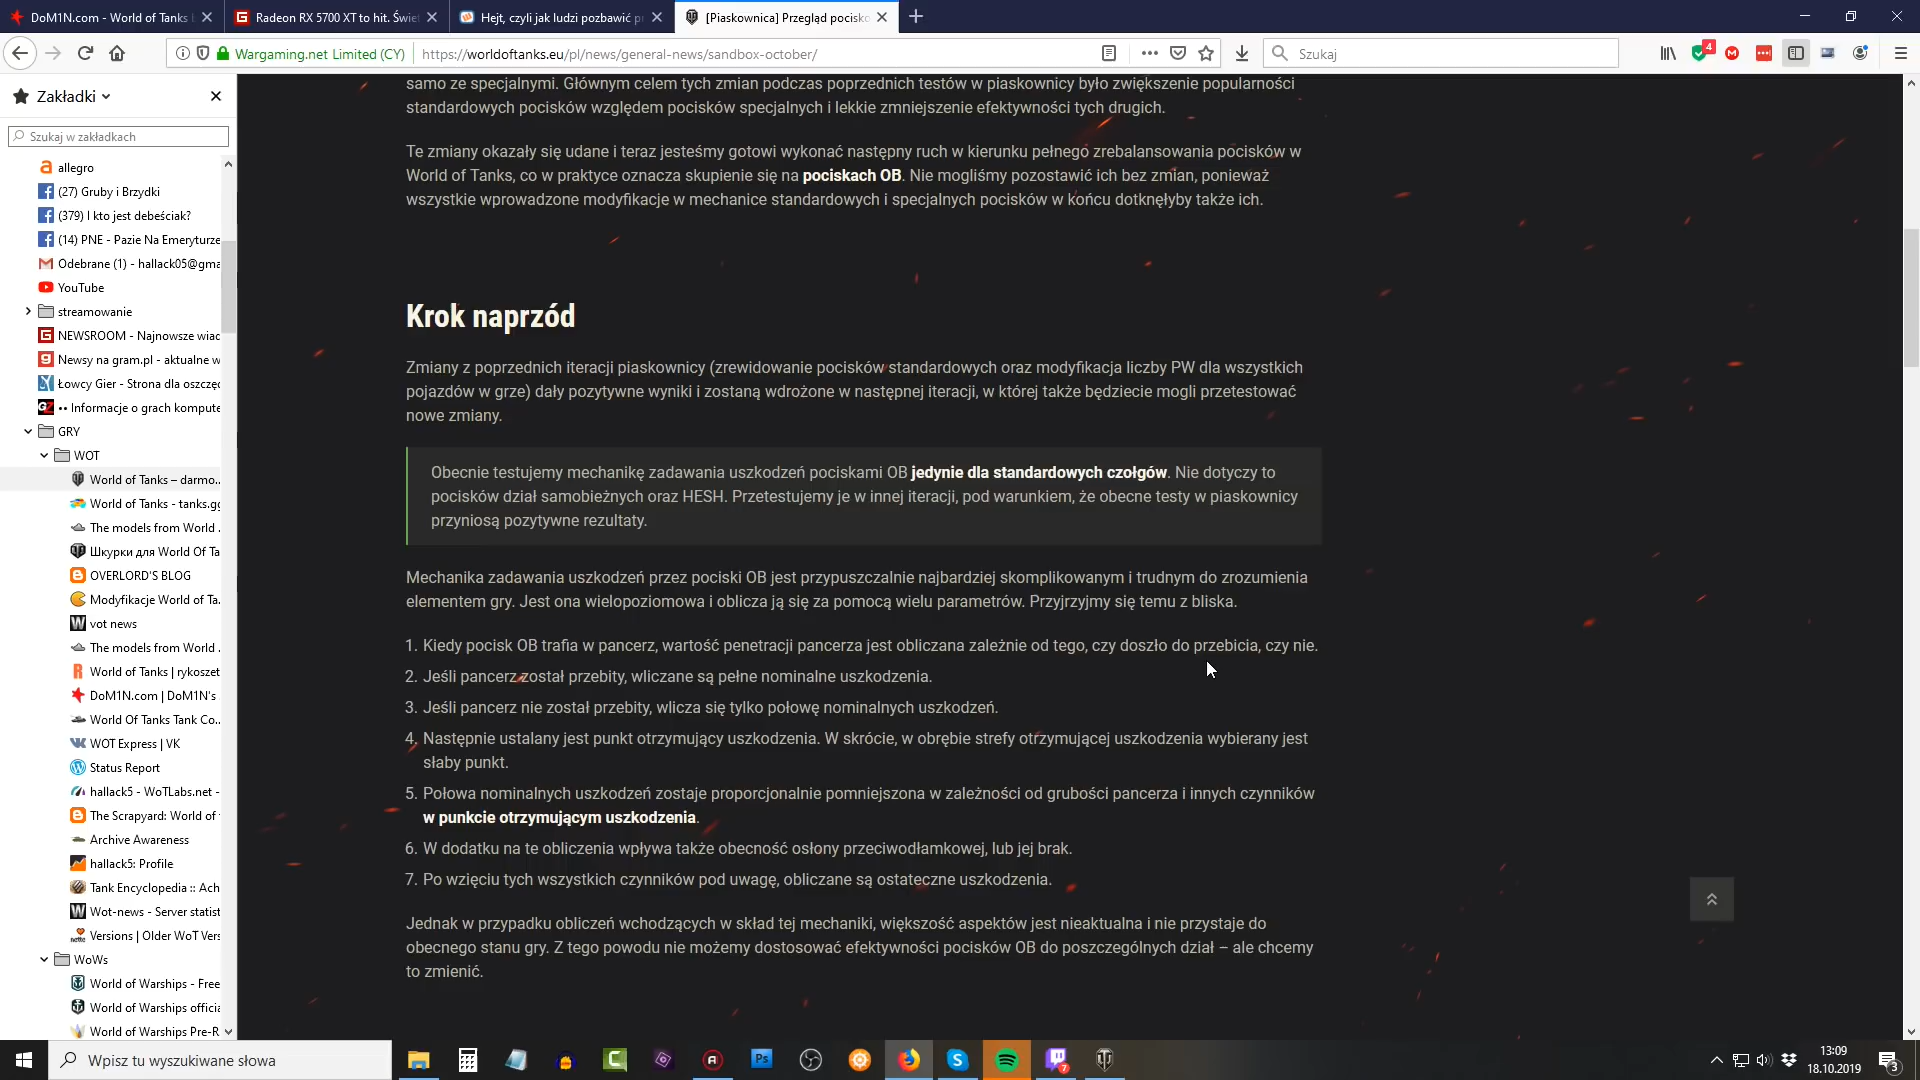 DoM1N.com - World of Tanks
Radeon RX 5700 XT to hit. Świe
Hejt, czyli jak ludzi pozbawić p
[Piaskownica] Przegląd pocisko
Wargaming.net Limited (CY)
https://worldoftanks.eu/pl/news/general-news/sandbox-october/
Szukaj
4
Zakładki
Szukaj w zakładkach
allegro
(27) Gruby i Brzydki
(379) I kto jest debeściak?
(14) PNE - Pazie Na Emeryturze
Odebrane (1) - hallack05@gma
YouTube
streamowanie
NEWSROOM - Najnowsze wiad
Newsy na gram.pl - aktualne w
Łowcy Gier - Strona dla oszczę
•• Informacje o grach kompute
GRY
WOT
World of Tanks – darmo...
World of Tanks - tanks.gg
The models from World .
Шкурки для World Of Ta
OVERLORD'S BLOG
Modyfikacje World of Ta.
vot news
The models from World .
World of Tanks | rykoszet
DoM1N.com | DoM1N's
World Of Tanks Tank Co..
WOT Express | VK
Status Report
hallack5 - WoTLabs.net -
The Scrapyard: World of
Archive Awareness
hallack5: Profile
Tank Encyclopedia :: Ach
Wot-news - Server statist
Versions | Older WoT Vers
WoWs
World of Warships - Free
World of Warships officia
World of Warships Pre-R
samo ze specjalnymi. Głównym celem tych zmian podczas poprzednich testów w piaskownicy było zwiększenie popularności
standardowych pocisków względem pocisków specjalnych i lekkie zmniejszenie efektywności tych drugich.
Te zmiany okazały się udane i teraz jesteśmy gotowi wykonać następny ruch w kierunku pełnego zrebalansowania pocisków w
World of Tanks, co w praktyce oznacza skupienie się na pociskach OB. Nie mogliśmy pozostawić ich bez zmian, ponieważ
wszystkie wprowadzone modyfikacje w mechanice standardowych i specjalnych pocisków w końcu dotknęłyby także ich.
Krok naprzód
Zmiany z poprzednich iteracji piaskownicy (zrewidowanie pocisków standardowych oraz modyfikacja liczby PW dla wszystkich
pojazdów w grze) dały pozytywne wyniki i zostaną wdrożone w następnej iteracji, w której także będziecie mogli przetestować
nowe zmiany.
Obecnie testujemy mechanikę zadawania uszkodzeń pociskami OB jedynie dla standardowych czołgów. Nie dotyczy to
pocisków dział samobieżnych oraz HESH. Przetestujemy je w innej iteracji, pod warunkiem, że obecne testy w piaskownicy
przyniosą pozytywne rezultaty.
Mechanika zadawania uszkodzeń przez pociski OB jest przypuszczalnie najbardziej skomplikowanym i trudnym do zrozumienia
elementem gry. Jest ona wielopoziomowa i oblicza ją się za pomocą wielu parametrów. Przyjrzyjmy się temu z bliska.
1. Kiedy pocisk OB trafia w pancerz, wartość penetracji pancerza jest obliczana zależnie od tego, czy doszło do przebicia, czy nie.
2. Jeśli pancerz został przebity, wliczane są pełne nominalne uszkodzenia.
3. Jeśli pancerz nie został przebity, wlicza się tylko połowę nominalnych uszkodzeń.
4. Następnie ustalany jest punkt otrzymujący uszkodzenia. W skrócie, w obrębie strefy otrzymującej uszkodzenia wybierany jest
słaby punkt.
5. Połowa nominalnych uszkodzeń zostaje proporcjonalnie pomniejszona w zależności od grubości pancerza i innych czynników
w punkcie otrzymującym uszkodzenia.
6. W dodatku na te obliczenia wpływa także obecność osłony przeciwodłamkowej, lub jej brak.
7. Po wzięciu tych wszystkich czynników pod uwagę, obliczane są ostateczne uszkodzenia.
Jednak w przypadku obliczeń wchodzących w skład tej mechaniki, większość aspektów jest nieaktualna i nie przystaje do
obecnego stanu gry. Z tego powodu nie możemy dostosować efektywności pocisków OB do poszczególnych dział – ale chcemy
to zmienić.
Wpisz tu wyszukiwane słowa
Ps
7
13:09
18.10.2019
3